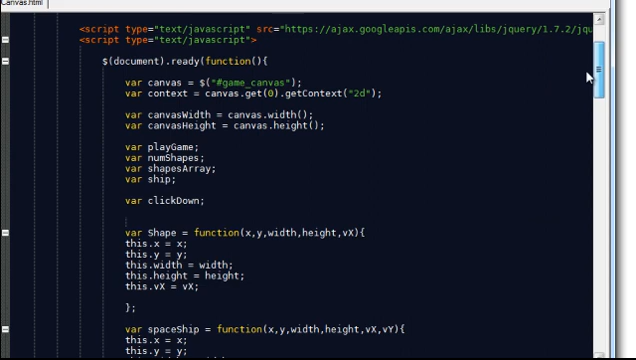 Canvas.html
<script type="text/javascript" src="https://ajax.googleapis.com/ajax/libs/jquery/1.7.2/jqu
<script type="text/javascript">
$(document).ready(function(){
var canvas = $("#game_canvas");
var context = canvas.get(0).getContext("2d");
var canvasWidth = canvas.width();
var canvasHeight = canvas.height();
var playGame;
var numShapes;
var shapesArray;
var ship;
var clickDown;
var Shape = function(x,y,width,height,vX){
this.x = x;
this.y = y;
this.width = width;
this.height = height;
this.vX = vX;
};
var spaceShip = function(x,y,width,height,vX,vY){
this.x = x;
this.y = y;